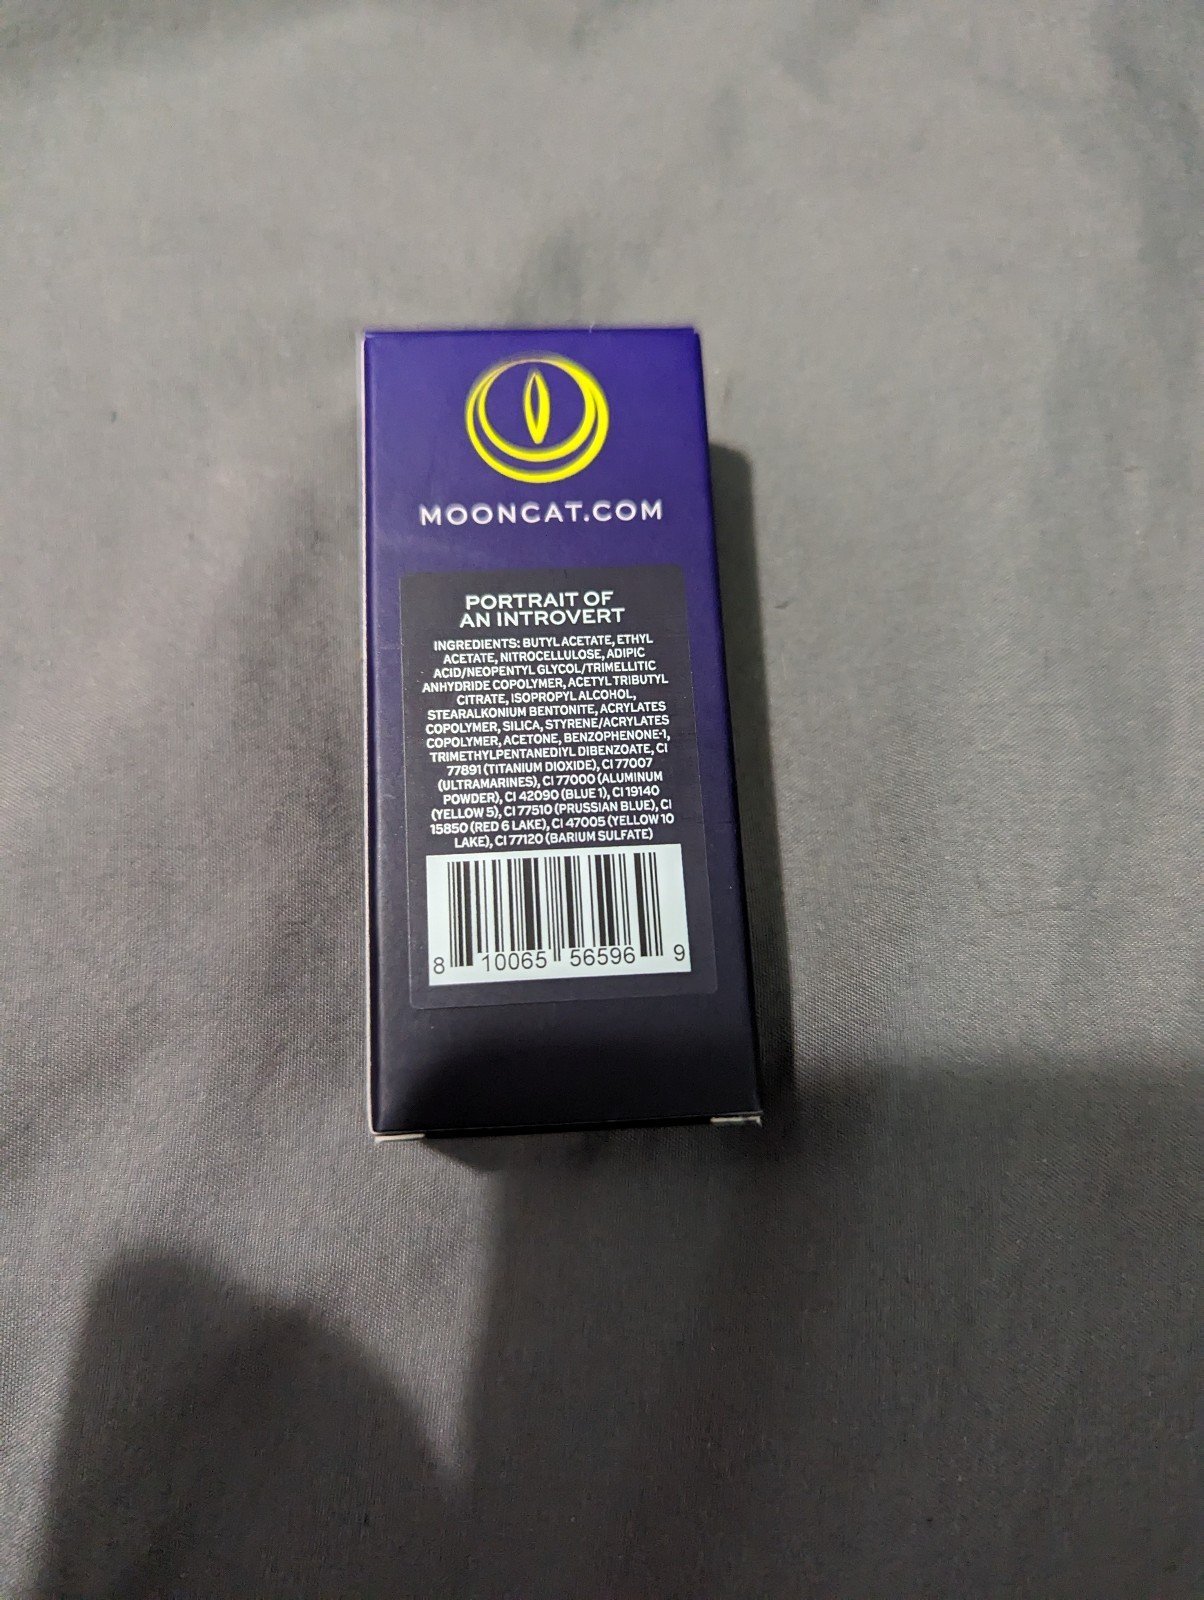 MOONCAT.COM
PORTRAIT OF
AN INTROVERT
INGREDIENTS: BUTYL ACETATE, ETHYL
ACETATE, NITROCELLULOSE, ADIPIC
ACID/NEOPENTYL GLYCOL/TRIMELLITIC
ANHYDRIDE COPOLYMER, ACETYL TRIBUTYL
CITRATE, ISOPROPYL ALCOHOL,
STEARALKONIUM BENTONITE, ACRYLATES
COPOLYMER, SILICA, STYRENE/ACRYLATES
COPOLYMER, ACETONE, BENZOPHENONE-1,
TRIMETHYLPENTANEDIYL DIBENZOATE, CI
77891 (TITANIUM DIOXIDE), CI 77007
(ULTRAMARINES), CI 77000 (ALUMINUM
POWDER), CI 42090 (BLUE 1), CI 19140
(YELLOW 5), CI 77510 (PRUSSIAN BLUE), CI
15850 (RED 6 LAKE), CI 47005 (YELLOW 10
LAKE), CI 77120 (BARIUM SULFATE)
8 10065 56596 9